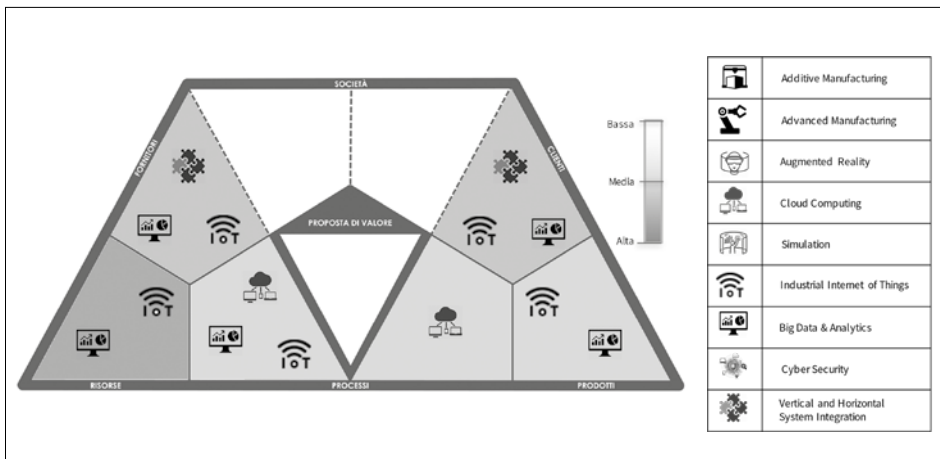 SOCIETÀ
FORNITORI
CLIENTI
PROPOSTA DI VALORE
IoT
IoT
IoT
IoT
IoT
RISORSE
PROCESSI
PRODOTTI
Bassa
Media
Alta
Additive Manufacturing
Advanced Manufacturing
Augmented Reality
Cloud Computing
Simulation
IoT
Industrial Internet of Things
Big Data & Analytics
Cyber Security
Vertical and Horizontal
System Integration